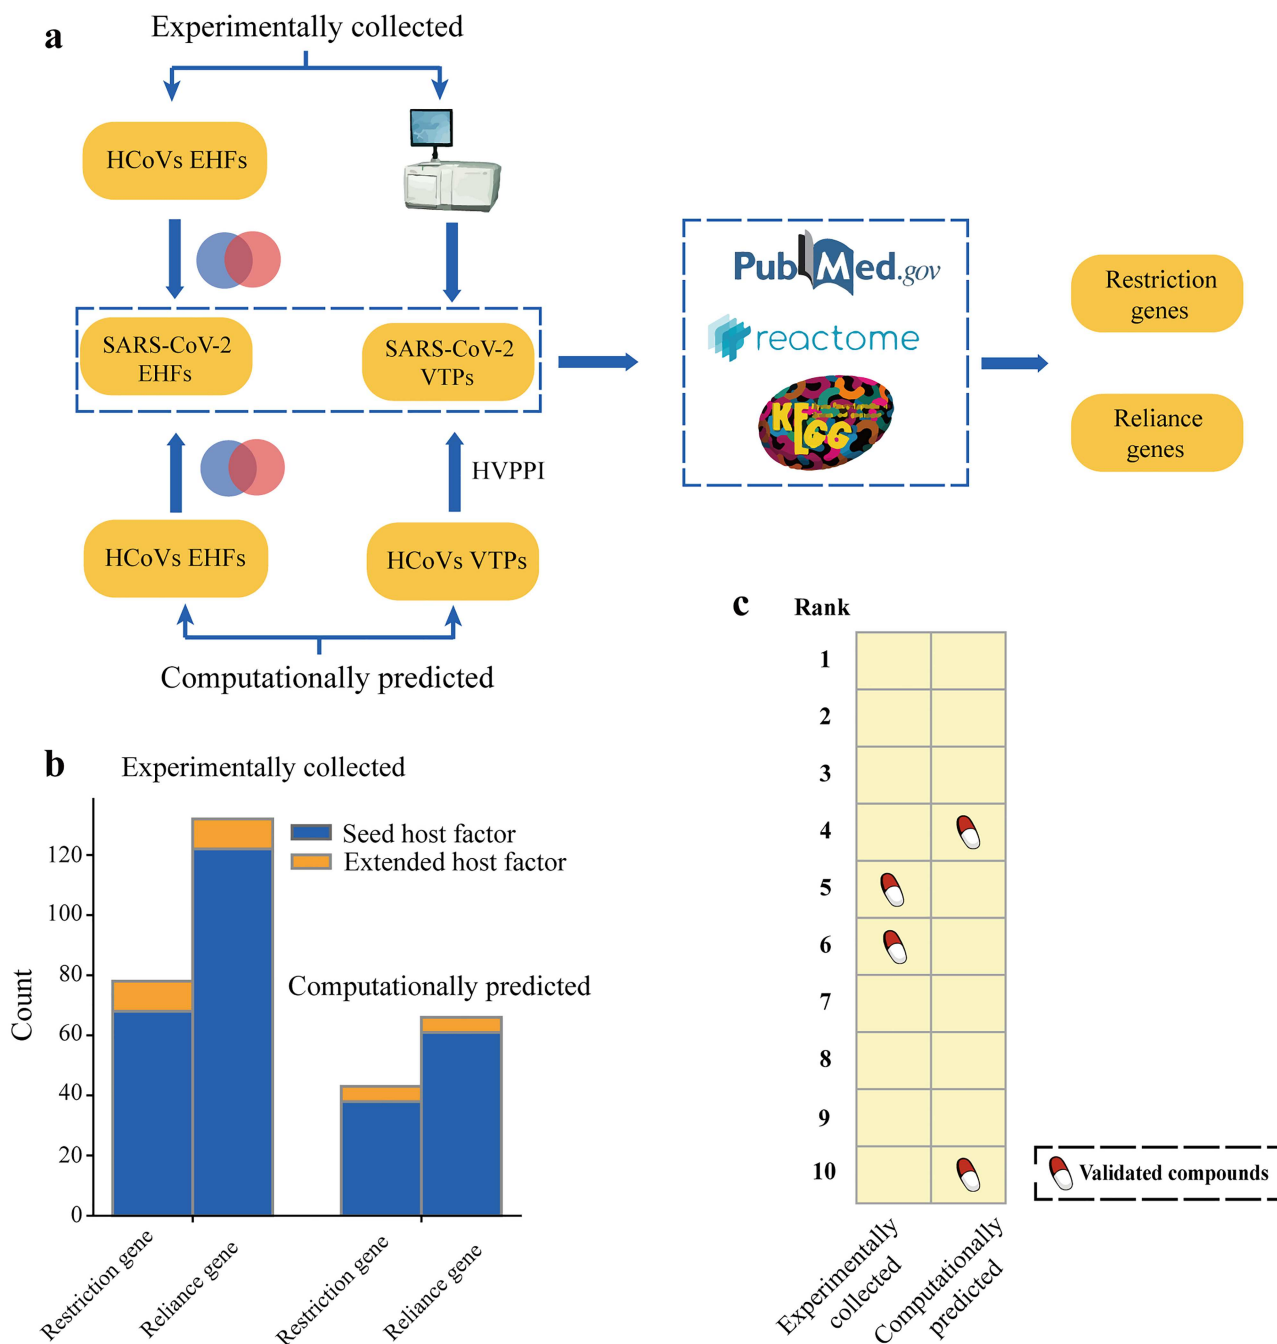 a
Experimentally collected
HCoVs EHFs
SARS-CoV-2
EHFs
SARS-CoV-2
VTPs
HVPPI
HCoVs EHFs
HCoVs VTPs
Computationally predicted
PubMed.gov
reactome
KEGG
Restriction
genes
Reliance
genes
b
Experimentally collected
Seed host factor
Extended host factor
Computationally predicted
Count
120
100
80
60
40
20
0
Restriction gene
Reliance gene
Restriction gene
Reliance gene
c
Rank
1
2
3
4
5
6
7
8
9
10
Experimentally
collected
Computationally
predicted
Validated compounds